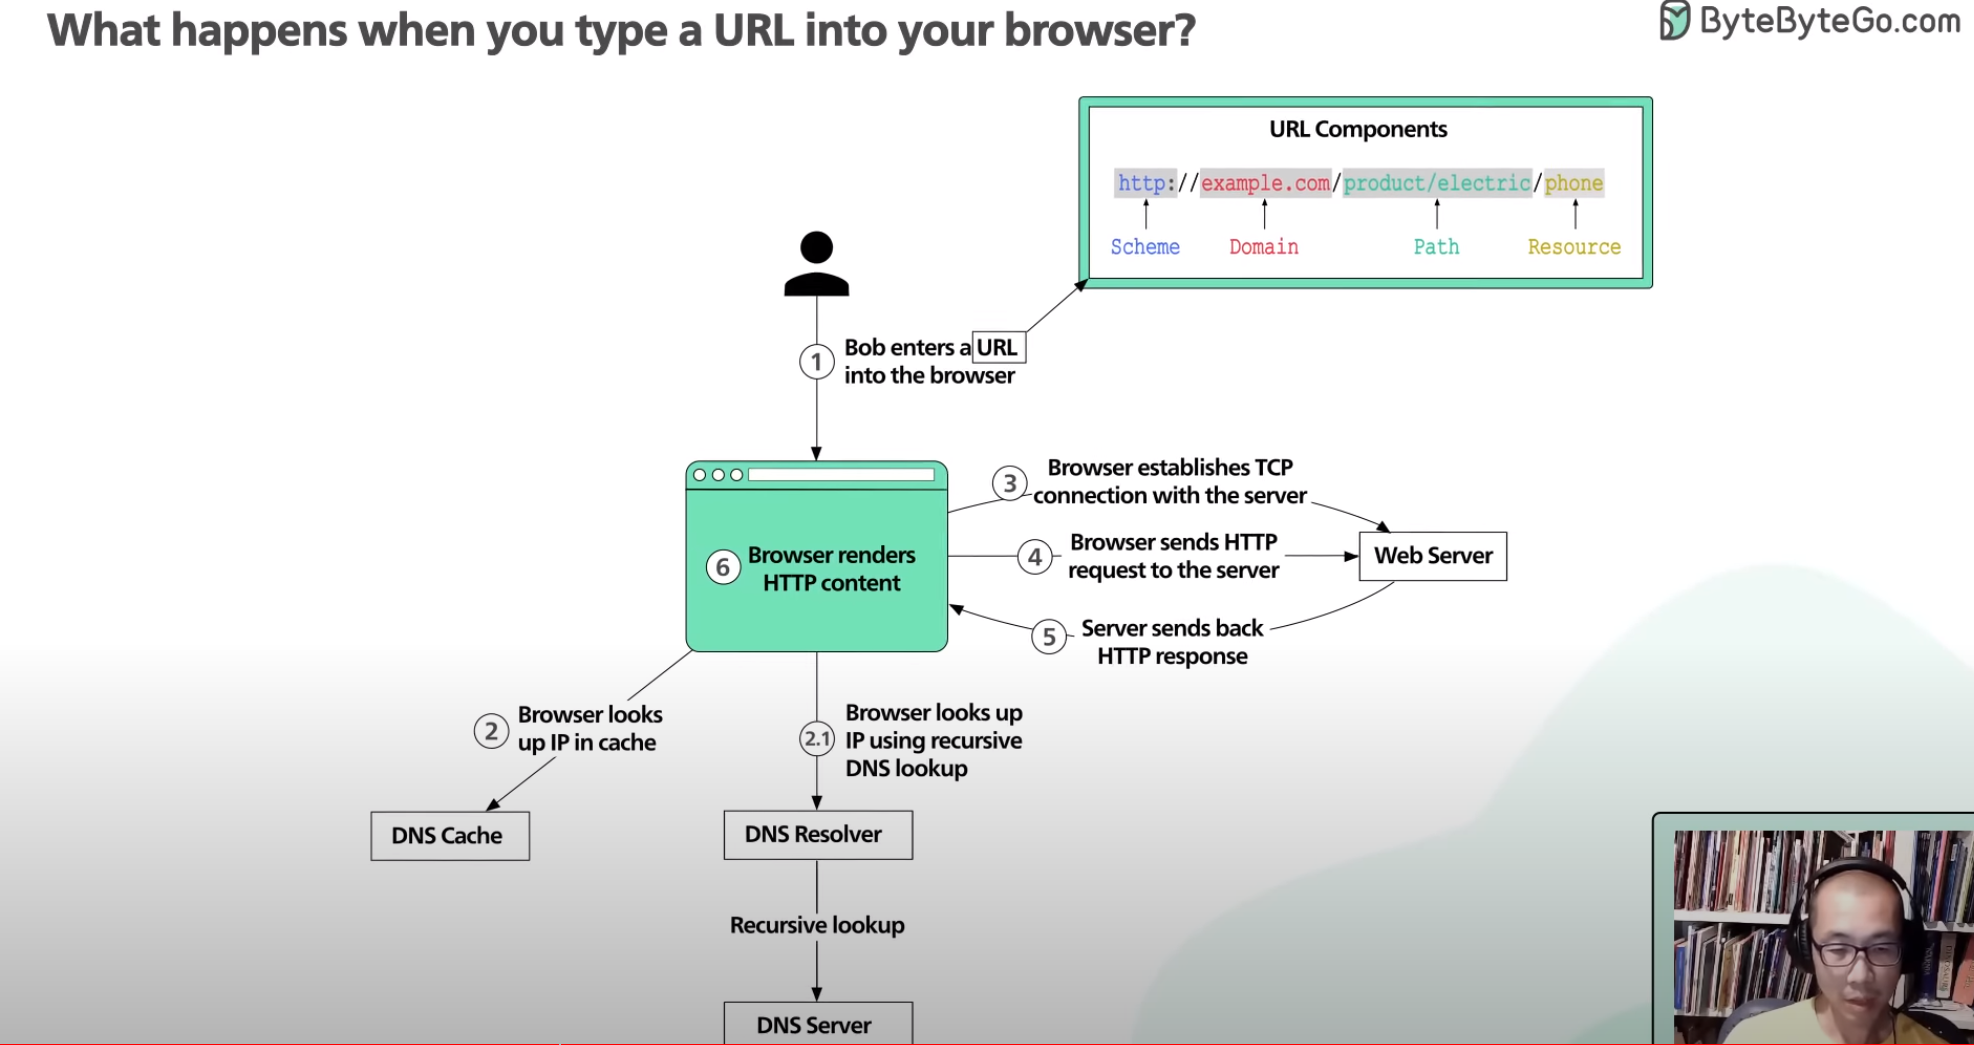 What happens when you type a URL into your browser?
ByteByteGo.com
URL Components
http://example.com/product/electric/phone
Scheme Domain Path Resource
1 Bob enters a URL
into the browser
3 Browser establishes TCP
connection with the server
4 Browser sends HTTP
request to the server
Web Server
6 Browser renders
HTTP content
5 Server sends back
HTTP response
2 Browser looks
up IP in cache
2.1 Browser looks up
IP using recursive
DNS lookup
DNS Cache
DNS Resolver
Recursive lookup
DNS Server